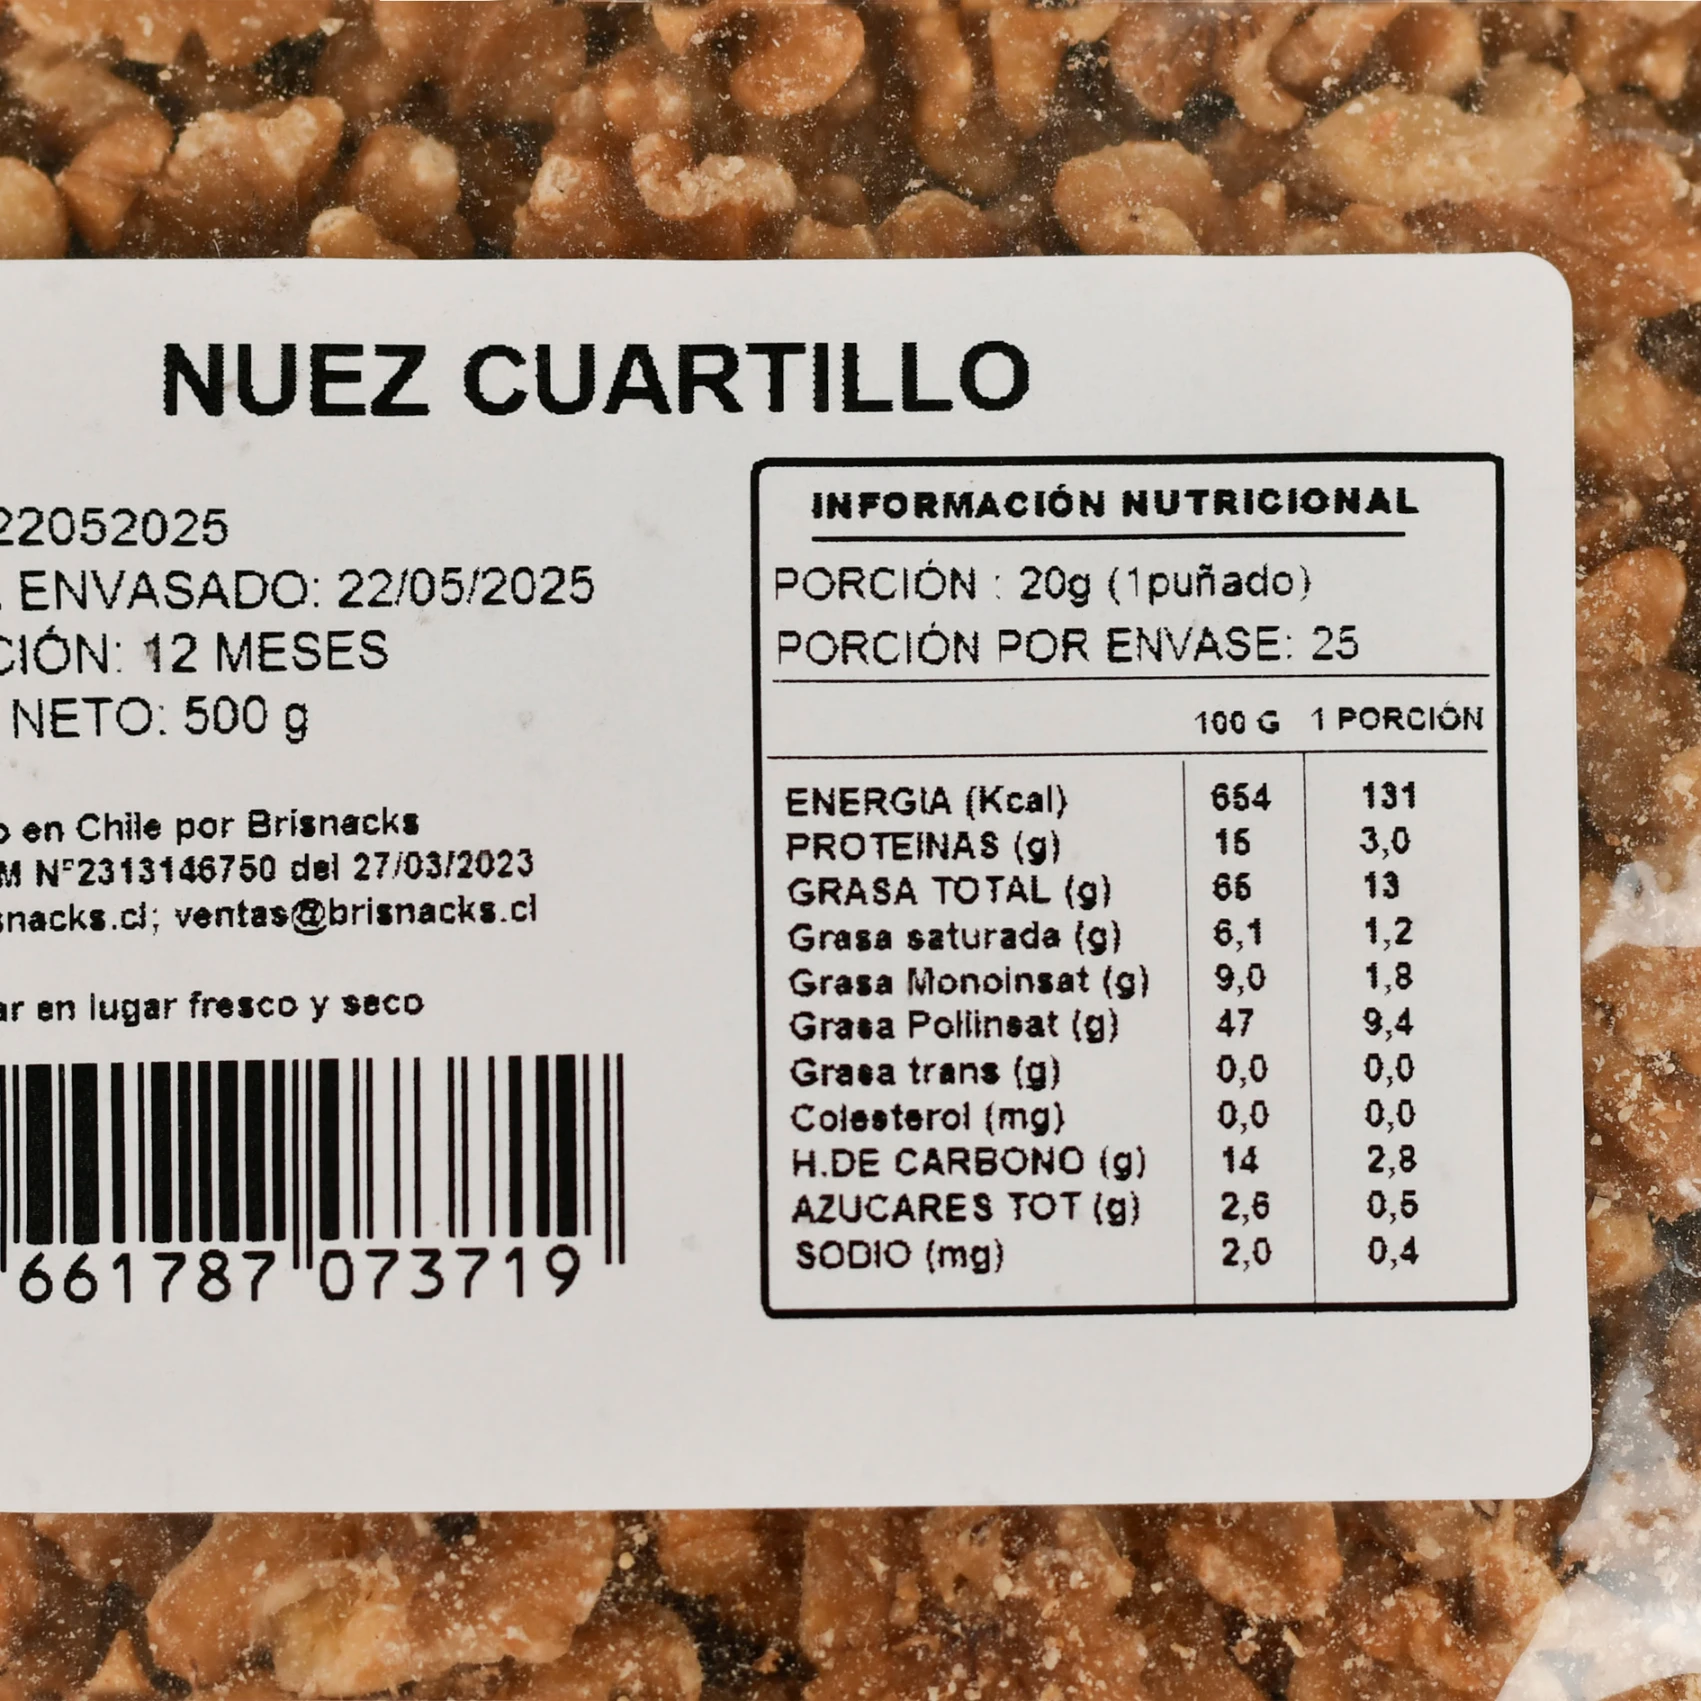 NUEZ CUARTILLO
22052025
ENVASADO: 22/05/2025
CIÓN: 12 MESES
NETO: 500 g
o en Chile por Brisnacks
M N°2313146750 del 27/03/2023
snacks.cl; ventas@brisnacks.cl
ar en lugar fresco y seco
661787 073719
INFORMACIÓN NUTRICIONAL
PORCIÓN : 20g (1puñado)
PORCIÓN POR ENVASE: 25
100 G 1 PORCIÓN
ENERGIA (Kcal) 654 131
PROTEINAS (g) 15 3,0
GRASA TOTAL (g) 65 13
Grasa saturada (g) 6,1 1,2
Grasa Monoinsat (g) 9,0 1,8
Grasa Poliinsat (g) 47 9,4
Grasa trans (g) 0,0 0,0
Colesterol (mg) 0,0 0,0
H.DE CARBONO (g) 14 2,8
AZUCARES TOT (g) 2,6 0,5
SODIO (mg) 2,0 0,4